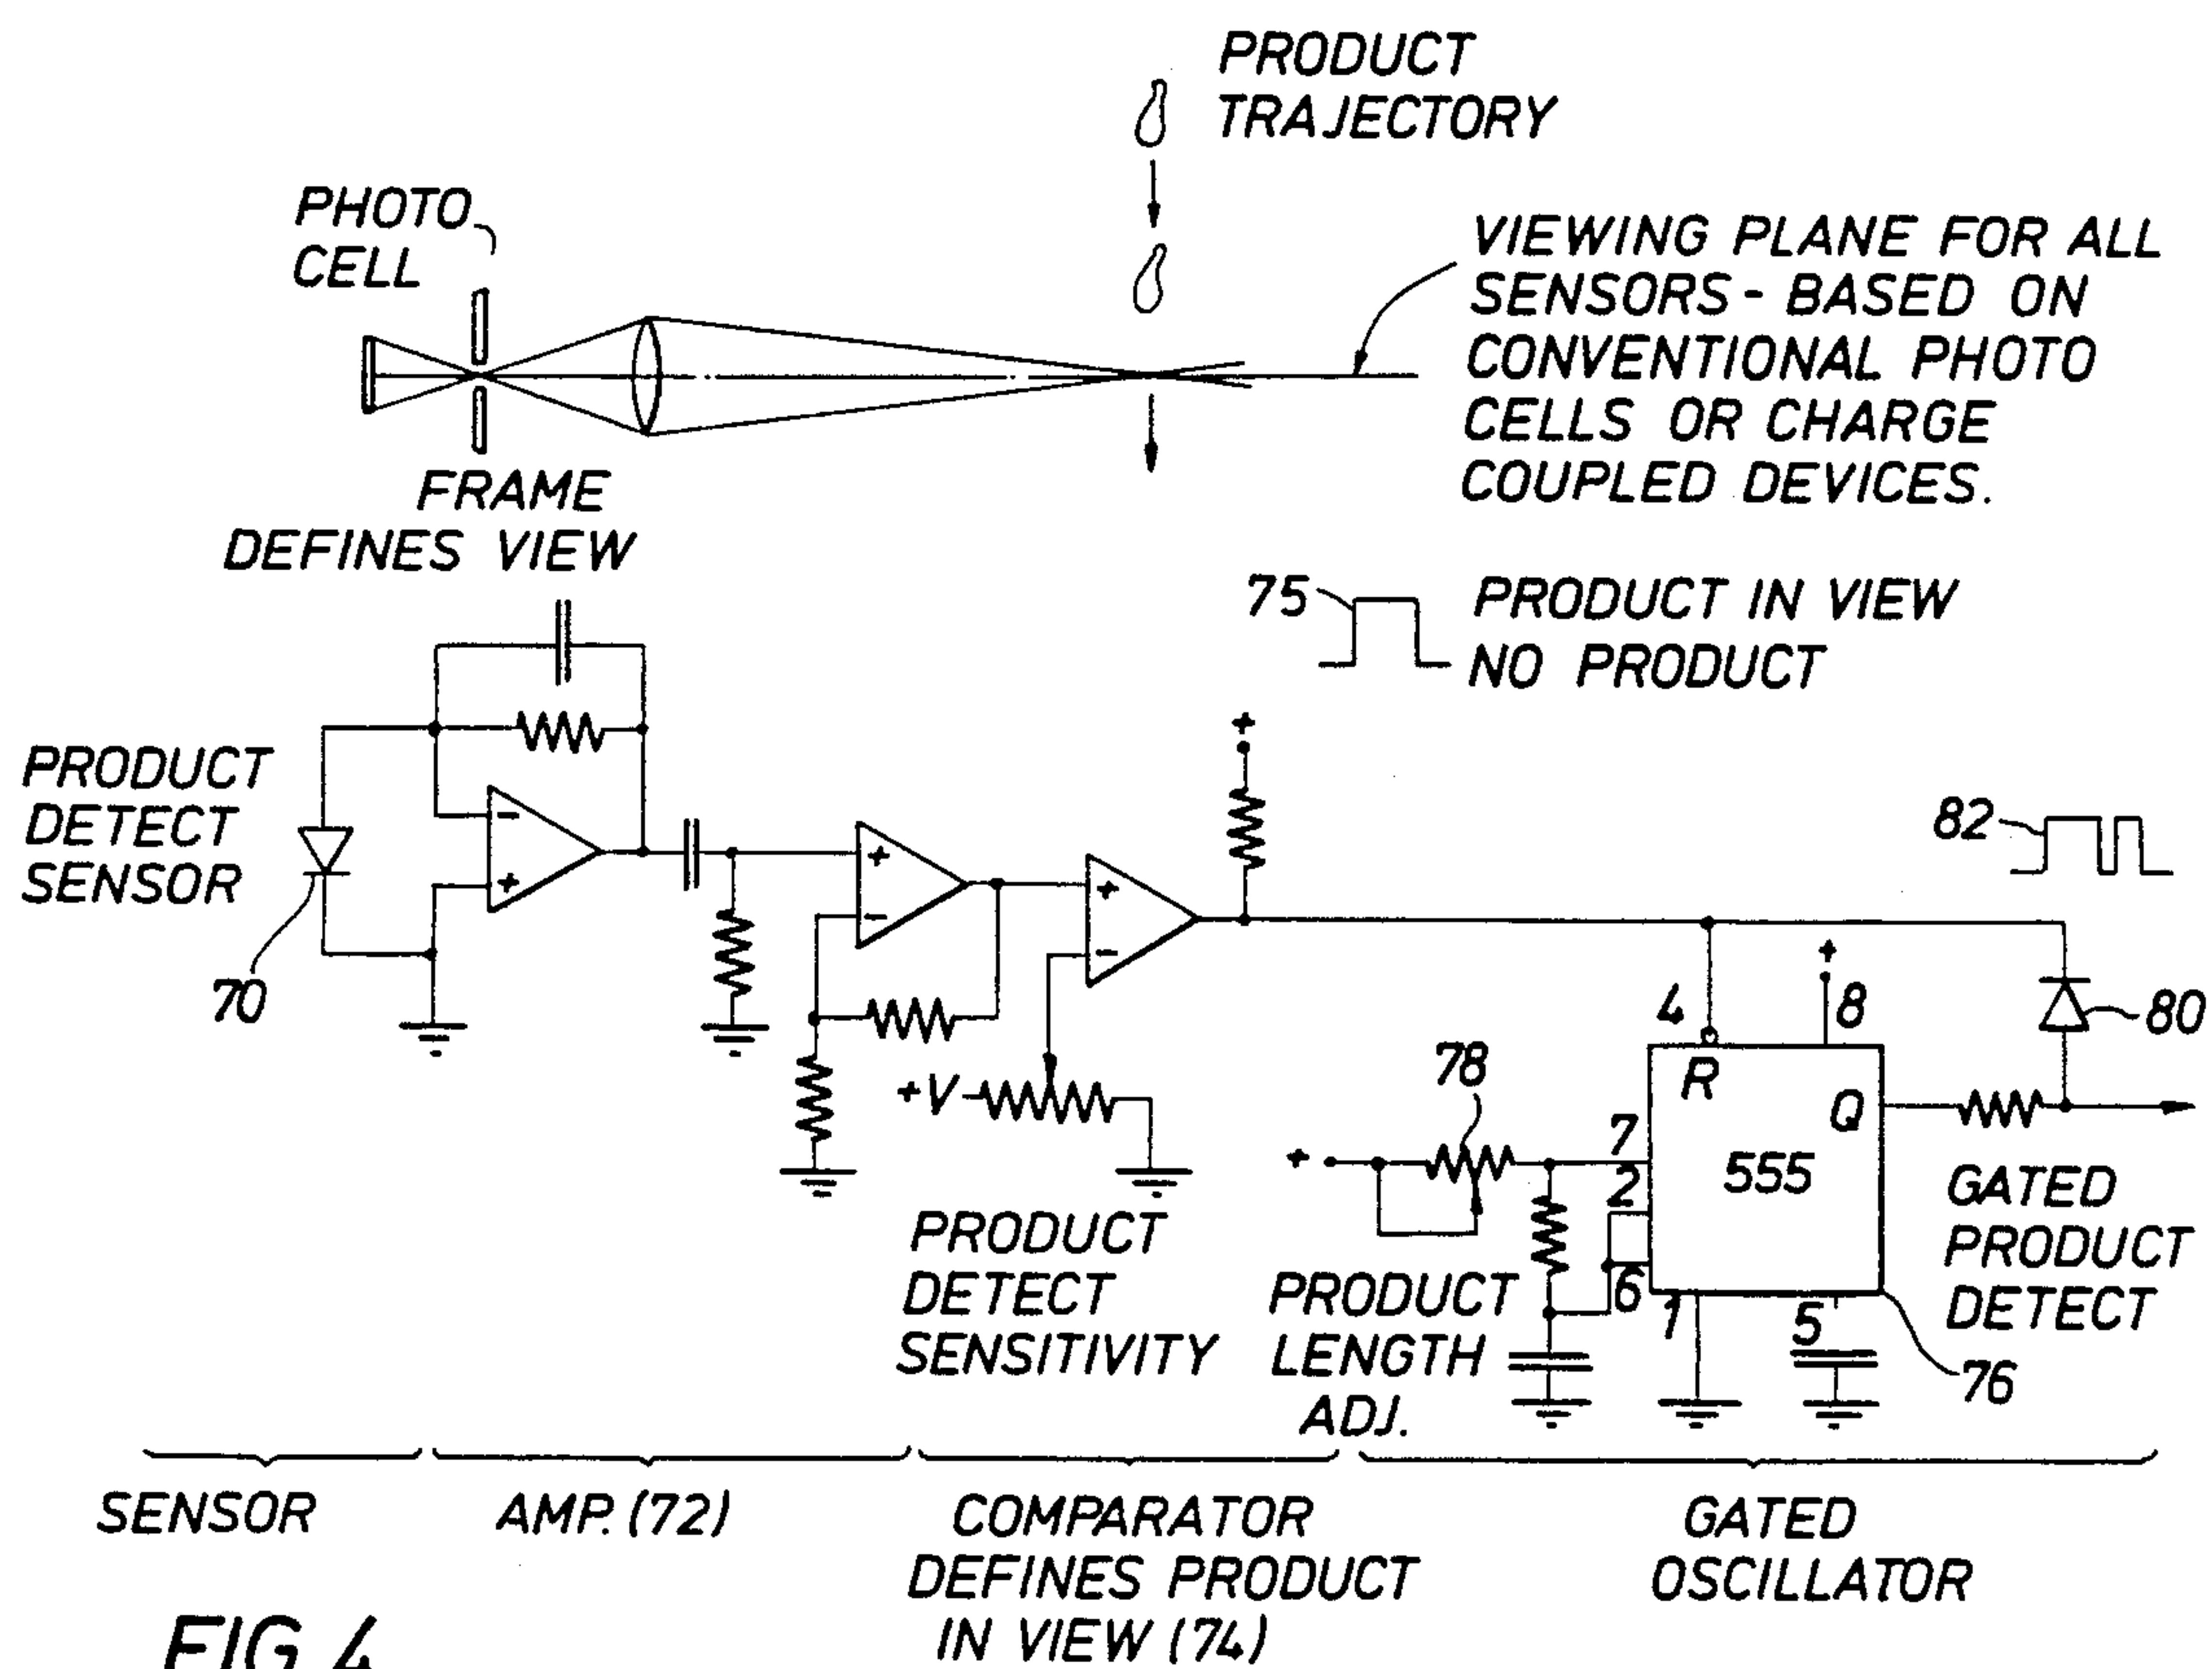 PRODUCT
TRAJECTORY
PHOTO
CELL
VIEWING PLANE FOR ALL
SENSORS - BASED ON
CONVENTIONAL PHOTO
CELLS OR CHARGE
COUPLED DEVICES.
FRAME
DEFINES VIEW
75
PRODUCT IN VIEW
NO PRODUCT
PRODUCT
DETECT
SENSOR
70
-
+
+
-
+
-
+
82
+
4
8
80
R
Q
+V
78
+
7
2
6
555
1
5
76
GATED
PRODUCT
DETECT
PRODUCT
DETECT
SENSITIVITY
PRODUCT
LENGTH
ADJ.
SENSOR
AMP. (72)
COMPARATOR
DEFINES PRODUCT
IN VIEW (74)
GATED
OSCILLATOR
FIG. 4